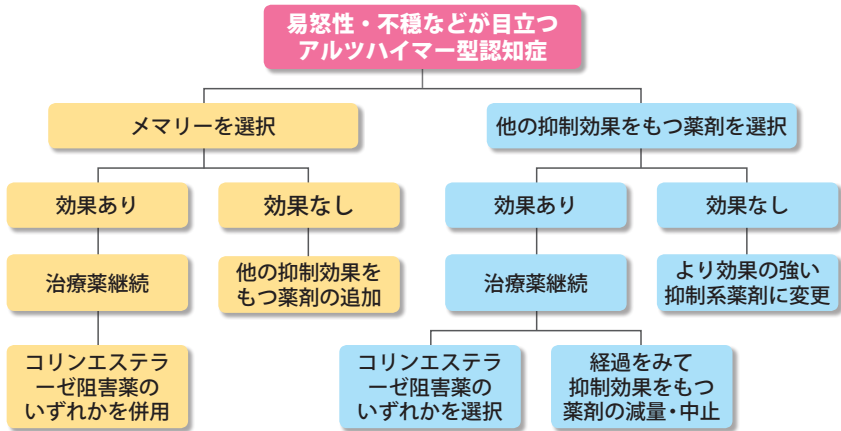 易怒性・不穏などが目立つ
アルツハイマー型認知症
メマリーを選択
他の抑制効果をもつ薬剤を選択
効果あり
効果なし
効果あり
効果なし
治療薬継続
他の抑制効果を
もつ薬剤の追加
治療薬継続
より効果の強い
抑制系薬剤に変更
コリンエステラ
ーゼ阻害薬の
いずれかを併用
コリンエステラ
ーゼ阻害薬の
いずれかを選択
経過をみて
抑制効果をもつ
薬剤の減量・中止